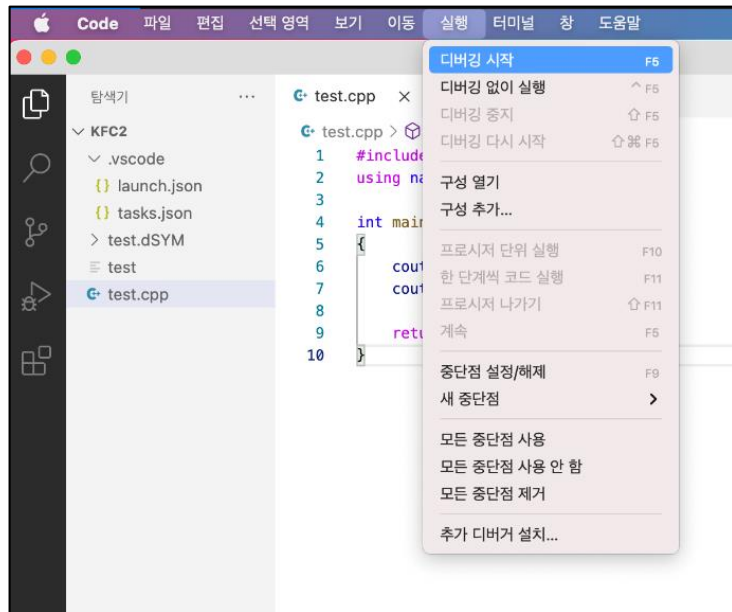 Code 파일 편집 선택 영역 보기 이동 실행 터미널 창 도움말
탐색기 ...
KFC2
.vscode
{} launch.json
{} tasks.json
test.dSYM
test
test.cpp
test.cpp ×
test.cpp >
1 #include
2 using na
3
4 int mair
5 {
6 cout
7 cout
8
9 retu
10 }
디버깅 시작 F5
디버깅 없이 실행 ^ F5
디버깅 중지 ⇧ F5
디버깅 다시 시작 ⇧ ⌘ F5
구성 열기
구성 추가...
프로시저 단위 실행 F10
한 단계씩 코드 실행 F11
프로시저 나가기 ⇧ F11
계속 F5
중단점 설정/해제 F9
새 중단점 >
모든 중단점 사용
모든 중단점 사용 안 함
모든 중단점 제거
추가 디버거 설치...